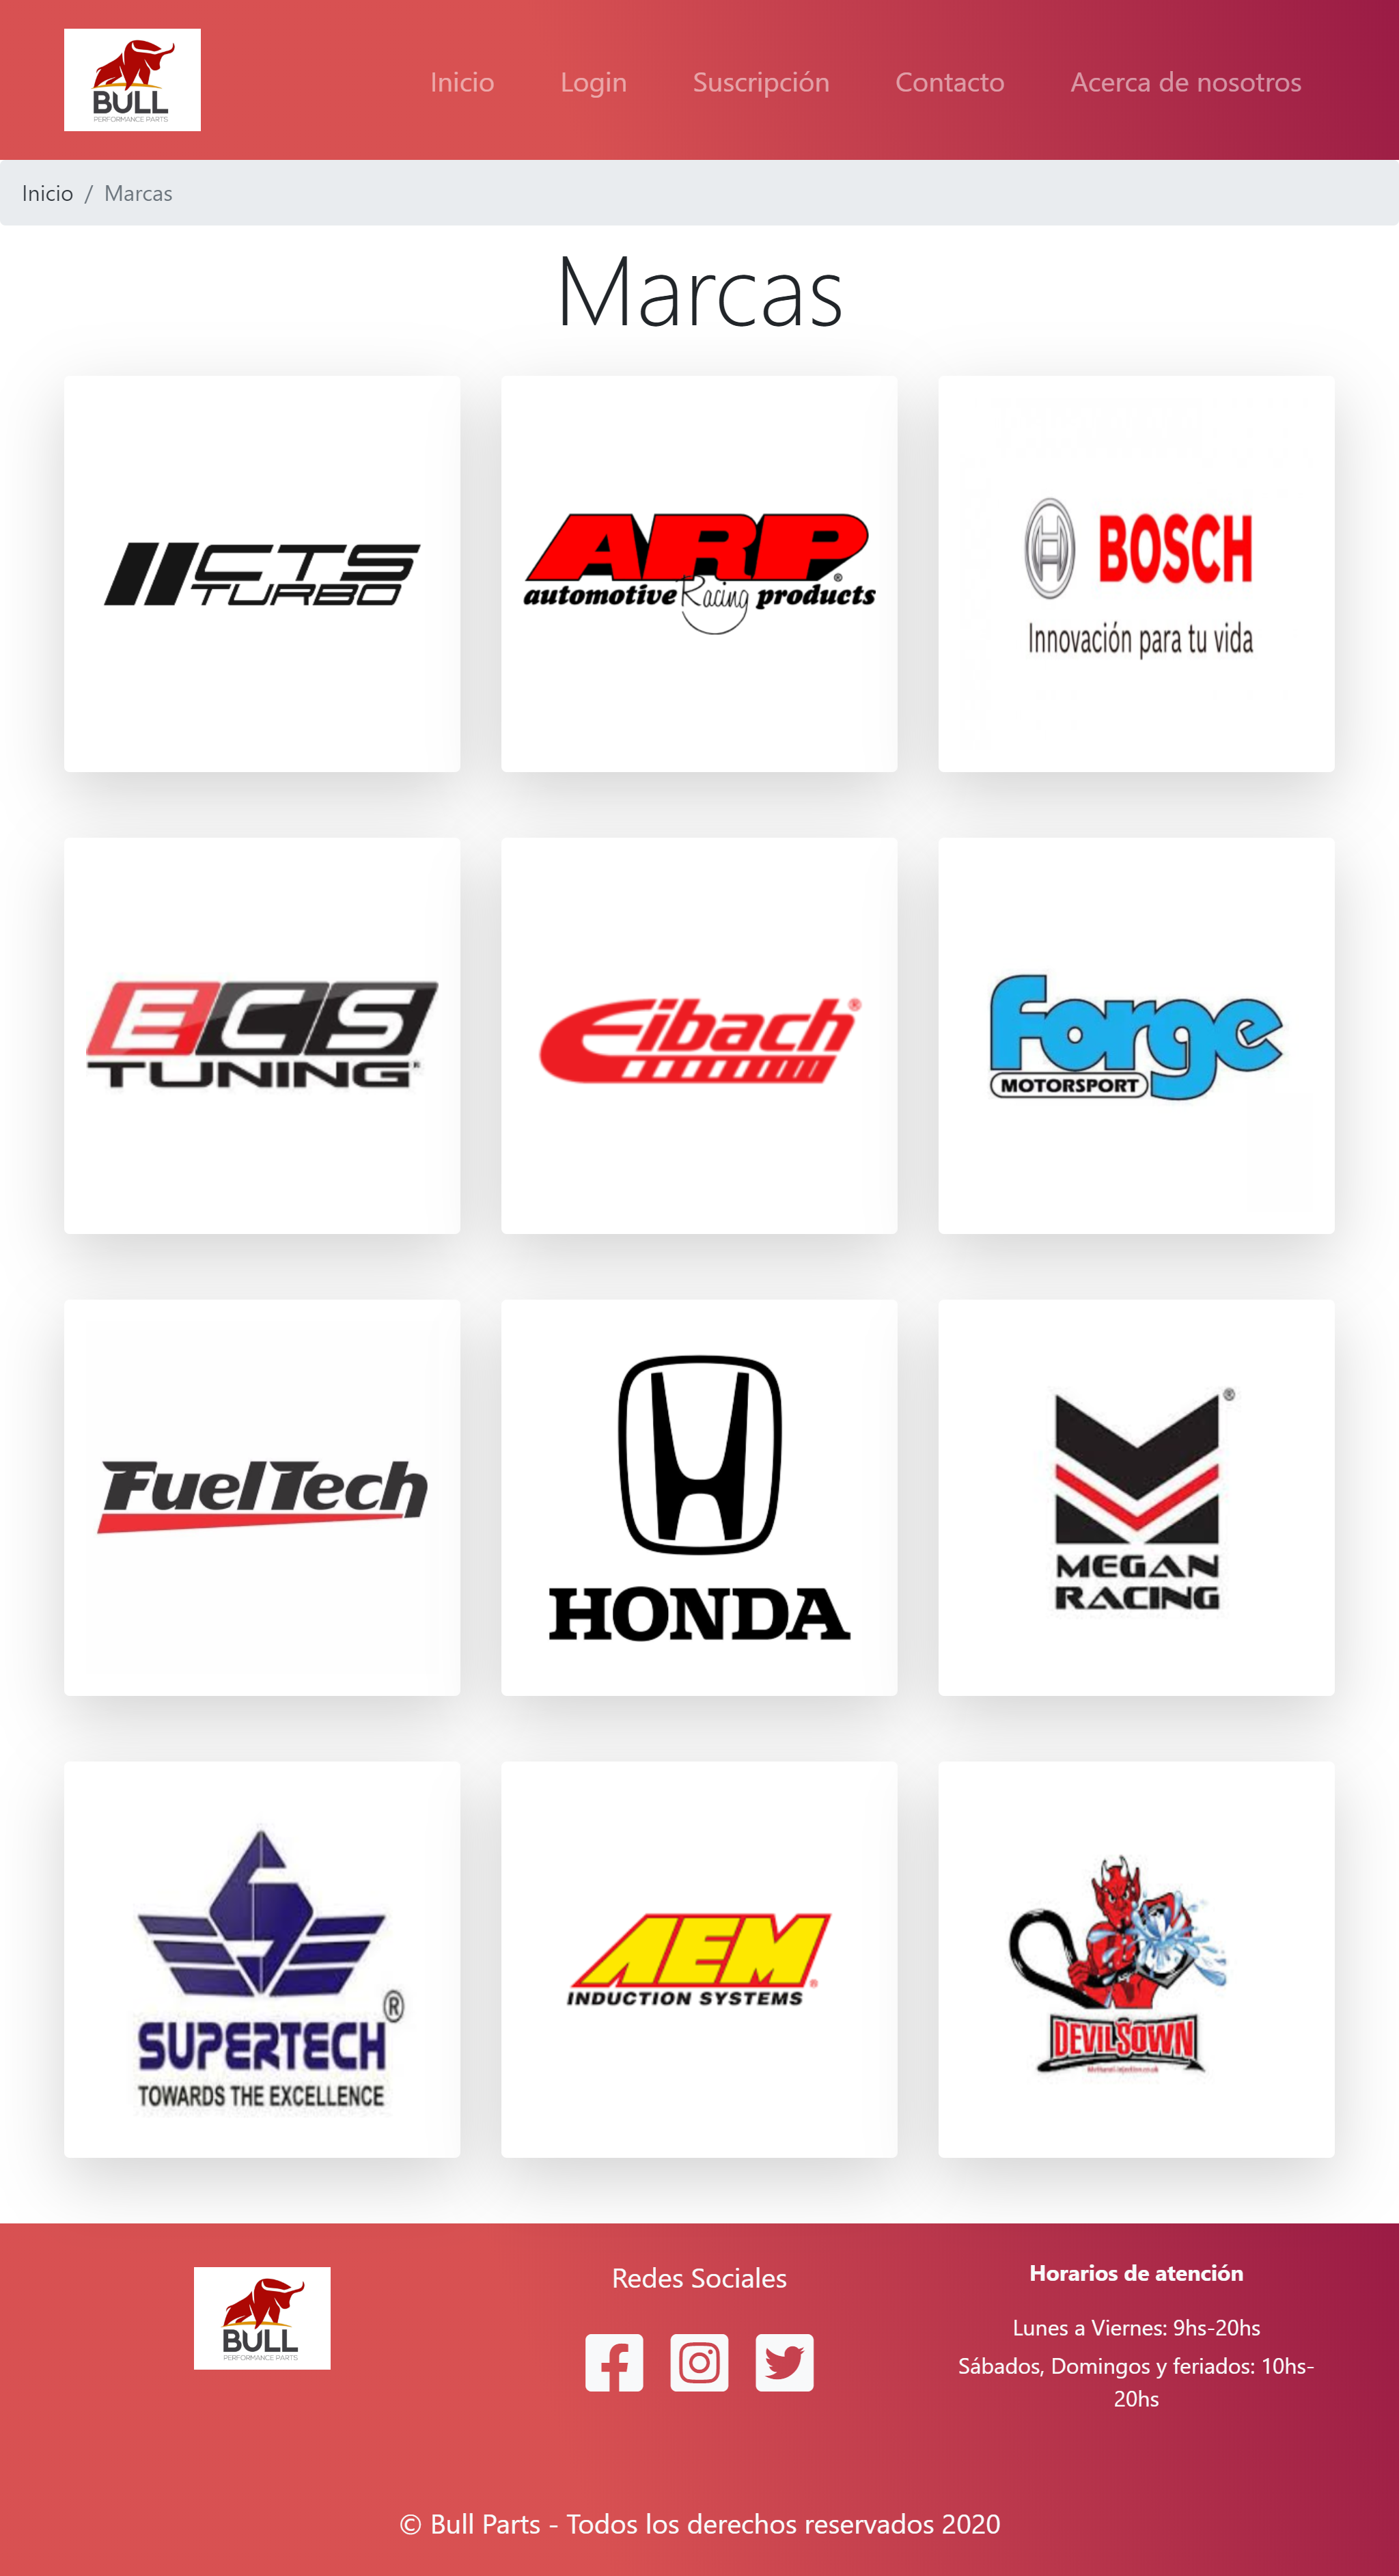 BULL
PERFORMANCE PARTS
Inicio
Login
Suscripción
Contacto
Acerca de nosotros
Inicio / Marcas
Marcas
CTS
TURBO
ARP®
automotive Racing products
BOSCH
Innovación para tu vida
ECS
TUNING®
Eibach®
forge
MOTORSPORT
FuelTech
HONDA
®
MEGAN
RACING
®
SUPERTECH
TOWARDS THE EXCELLENCE
AEM®
INDUCTION SYSTEMS
DEVILSOWN
BULL
PERFORMANCE PARTS
Redes Sociales
Horarios de atención
Lunes a Viernes: 9hs-20hs
Sábados, Domingos y feriados: 10hs-
20hs
© Bull Parts - Todos los derechos reservados 2020